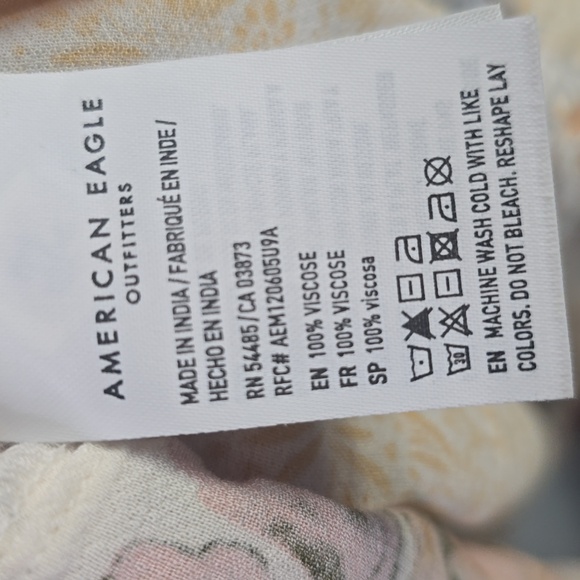 AMERICAN EAGLE
OUTFITTERS
MADE IN INDIA / FABRIQUÉ EN INDE /
HECHO EN INDIA
RN 54485 / CA 03873
RFC# AEM120605U9A
EN 100% VISCOSE
FR 100% VISCOSE
SP 100% viscosa
30
EN MACHINE WASH COLD WITH LIKE
COLORS. DO NOT BLEACH. RESHAPE LAY